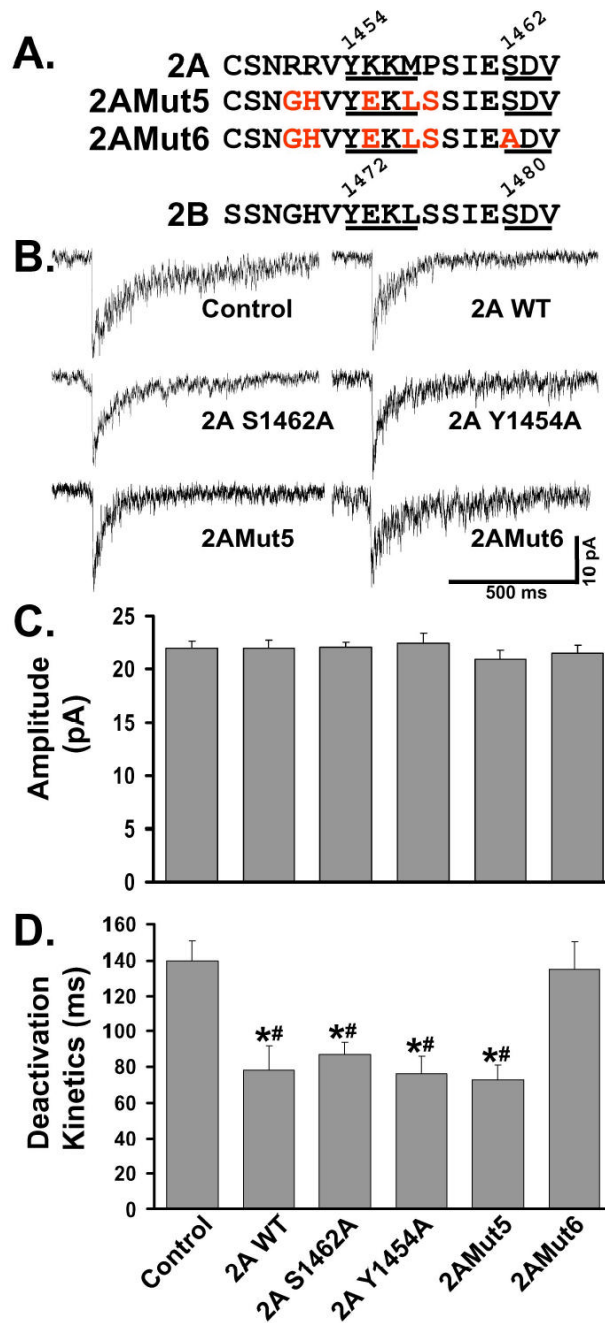 A.
1454 1462
2A CSNRRVYKKMPSIESDV
2AMut5 CSNGHVYEKLSSIESDV
2AMut6 CSNGHVYEKLSSIEADV
1472 1480
2B SSNGHVYEKLSSIESDV
B.
Control
2A WT
2A S1462A
2A Y1454A
2AMut5
2AMut6
10 pA
500 ms
C.
Amplitude
(pA)
25
20
15
10
5
0
D.
Deactivation
Kinetics (ms)
160
140
120
100
80
60
40
20
0
*#
*#
*#
*#
Control
2A WT
2A S1462A
2A Y1454A
2AMut5
2AMut6